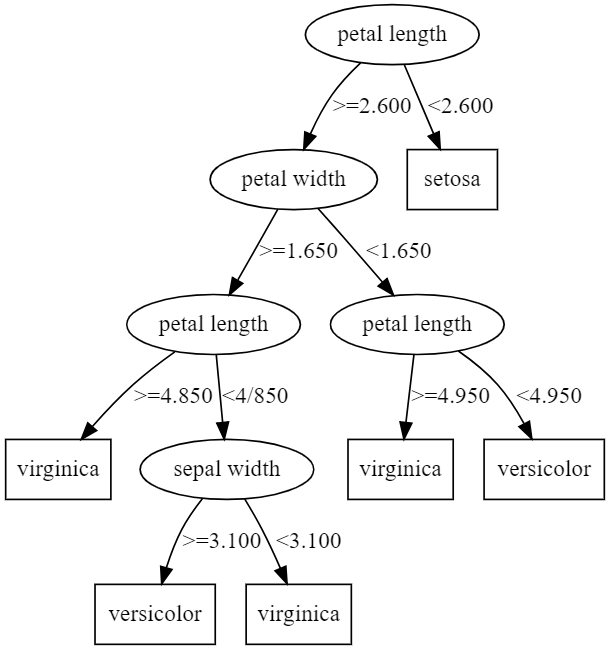 petal length
>=2.600 <2.600
petal width setosa
>=1.650 <1.650
petal length petal length
>=4.850 <4/850 >=4.950 <4.950
virginica sepal width virginica versicolor
>=3.100 <3.100
versicolor virginica